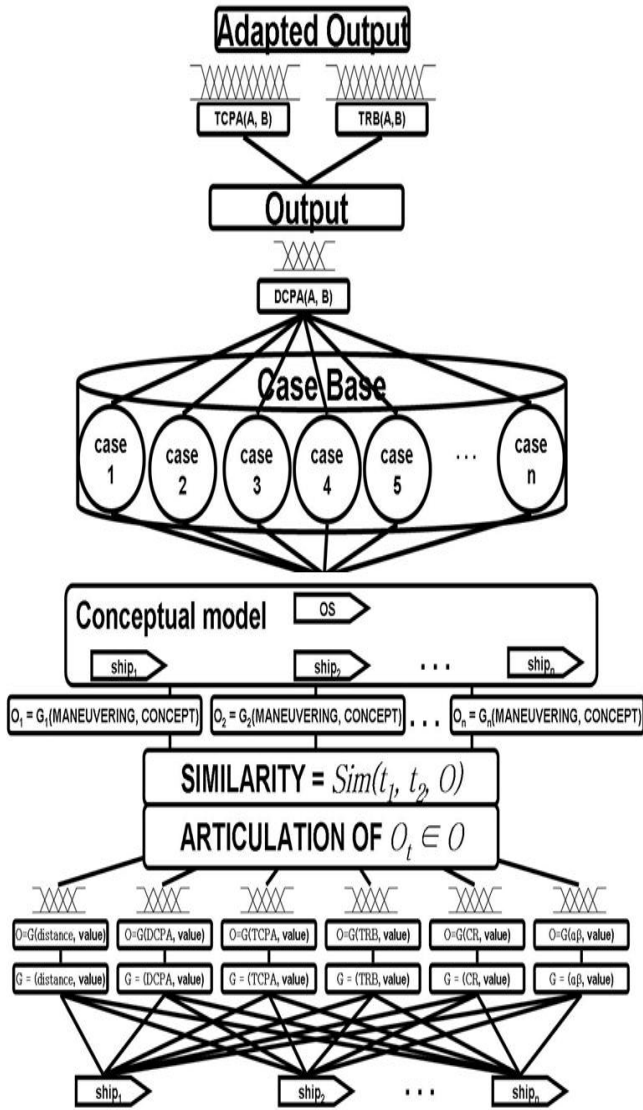 Adapted Output
TCPA(A, B) TRB(A,B)
Output
DCPA(A, B)
Case Base
case 1 case 2 case 3 case 4 case 5 ... case n
OS
Conceptual model
ship₁ ship₂ ... shipₙ
O₁ = G₁(MANEUVERING, CONCEPT) O₂ = G₂(MANEUVERING, CONCEPT) ... Oₙ = Gₙ(MANEUVERING, CONCEPT)
SIMILARITY = Sim(t₁, t₂, O)
ARTICULATION OF Oₜ ∈ O
O=G(distance, value) O=G(DCPA, value) O=G(TCPA, value) O=G(TRB, value) O=G(CR, value) O=G(αβ, value)
G = (distance, value) G = (DCPA, value) G = (TCPA, value) G = (TRB, value) G = (CR, value) G = (αβ, value)
ship₁ ship₂ ... shipₙ